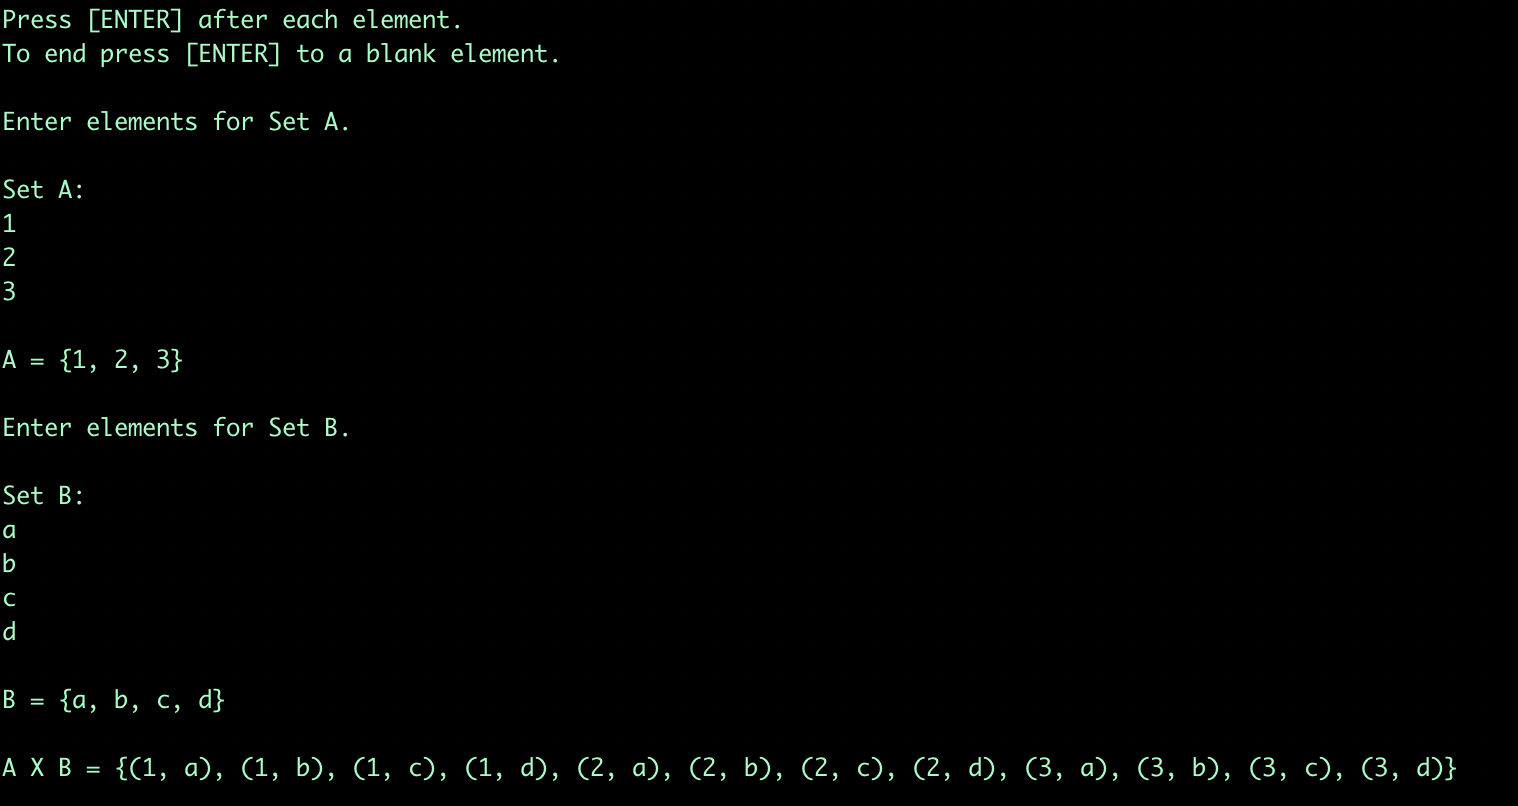 Press [ENTER] after each element.
To end press [ENTER] to a blank element.
Enter elements for Set A.
Set A:
1
2
3
A = {1, 2, 3}
Enter elements for Set B.
Set B:
a
b
c
d
B = {a, b, c, d}
A X B = {(1, a), (1, b), (1, c), (1, d), (2, a), (2, b), (2, c), (2, d), (3, a), (3, b), (3, c), (3, d)}